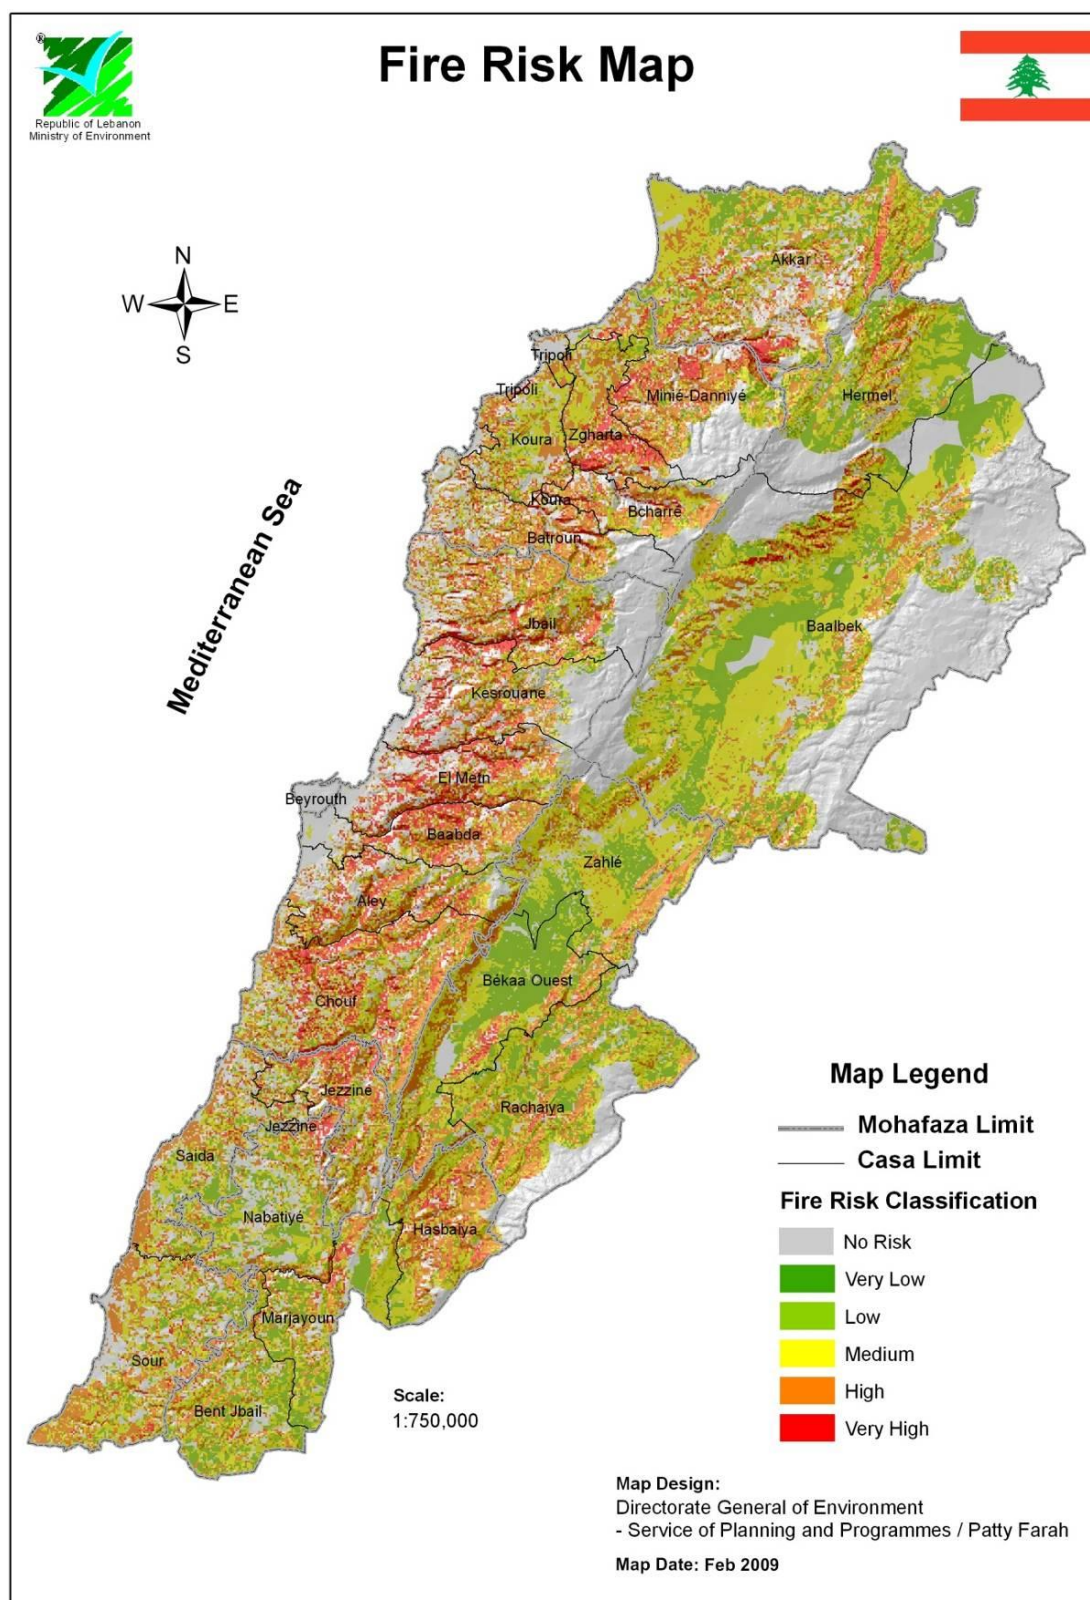 Fire Risk Map
®
Republic of Lebanon
Ministry of Environment
N
W
E
S
Akkar
Tripoli
Tripoli
Minié-Danniyé
Hermel
Koura
Zgharta
Koura
Bcharré
Batroun
Mediterranean Sea
Jbail
Baalbek
Kesrouane
El Metn
Beyrouth
Baabda
Zahlé
Aley
Békaa Ouest
Chouf
Jezzine
Rachaiya
Jezzine
Saida
Nabatiyé
Hasbaiya
Marjayoun
Sour
Bent Jbail
Map Legend
Mohafaza Limit
Casa Limit
Fire Risk Classification
No Risk
Very Low
Low
Medium
High
Very High
Scale:
1:750,000
Map Design:
Directorate General of Environment
- Service of Planning and Programmes / Patty Farah
Map Date: Feb 2009